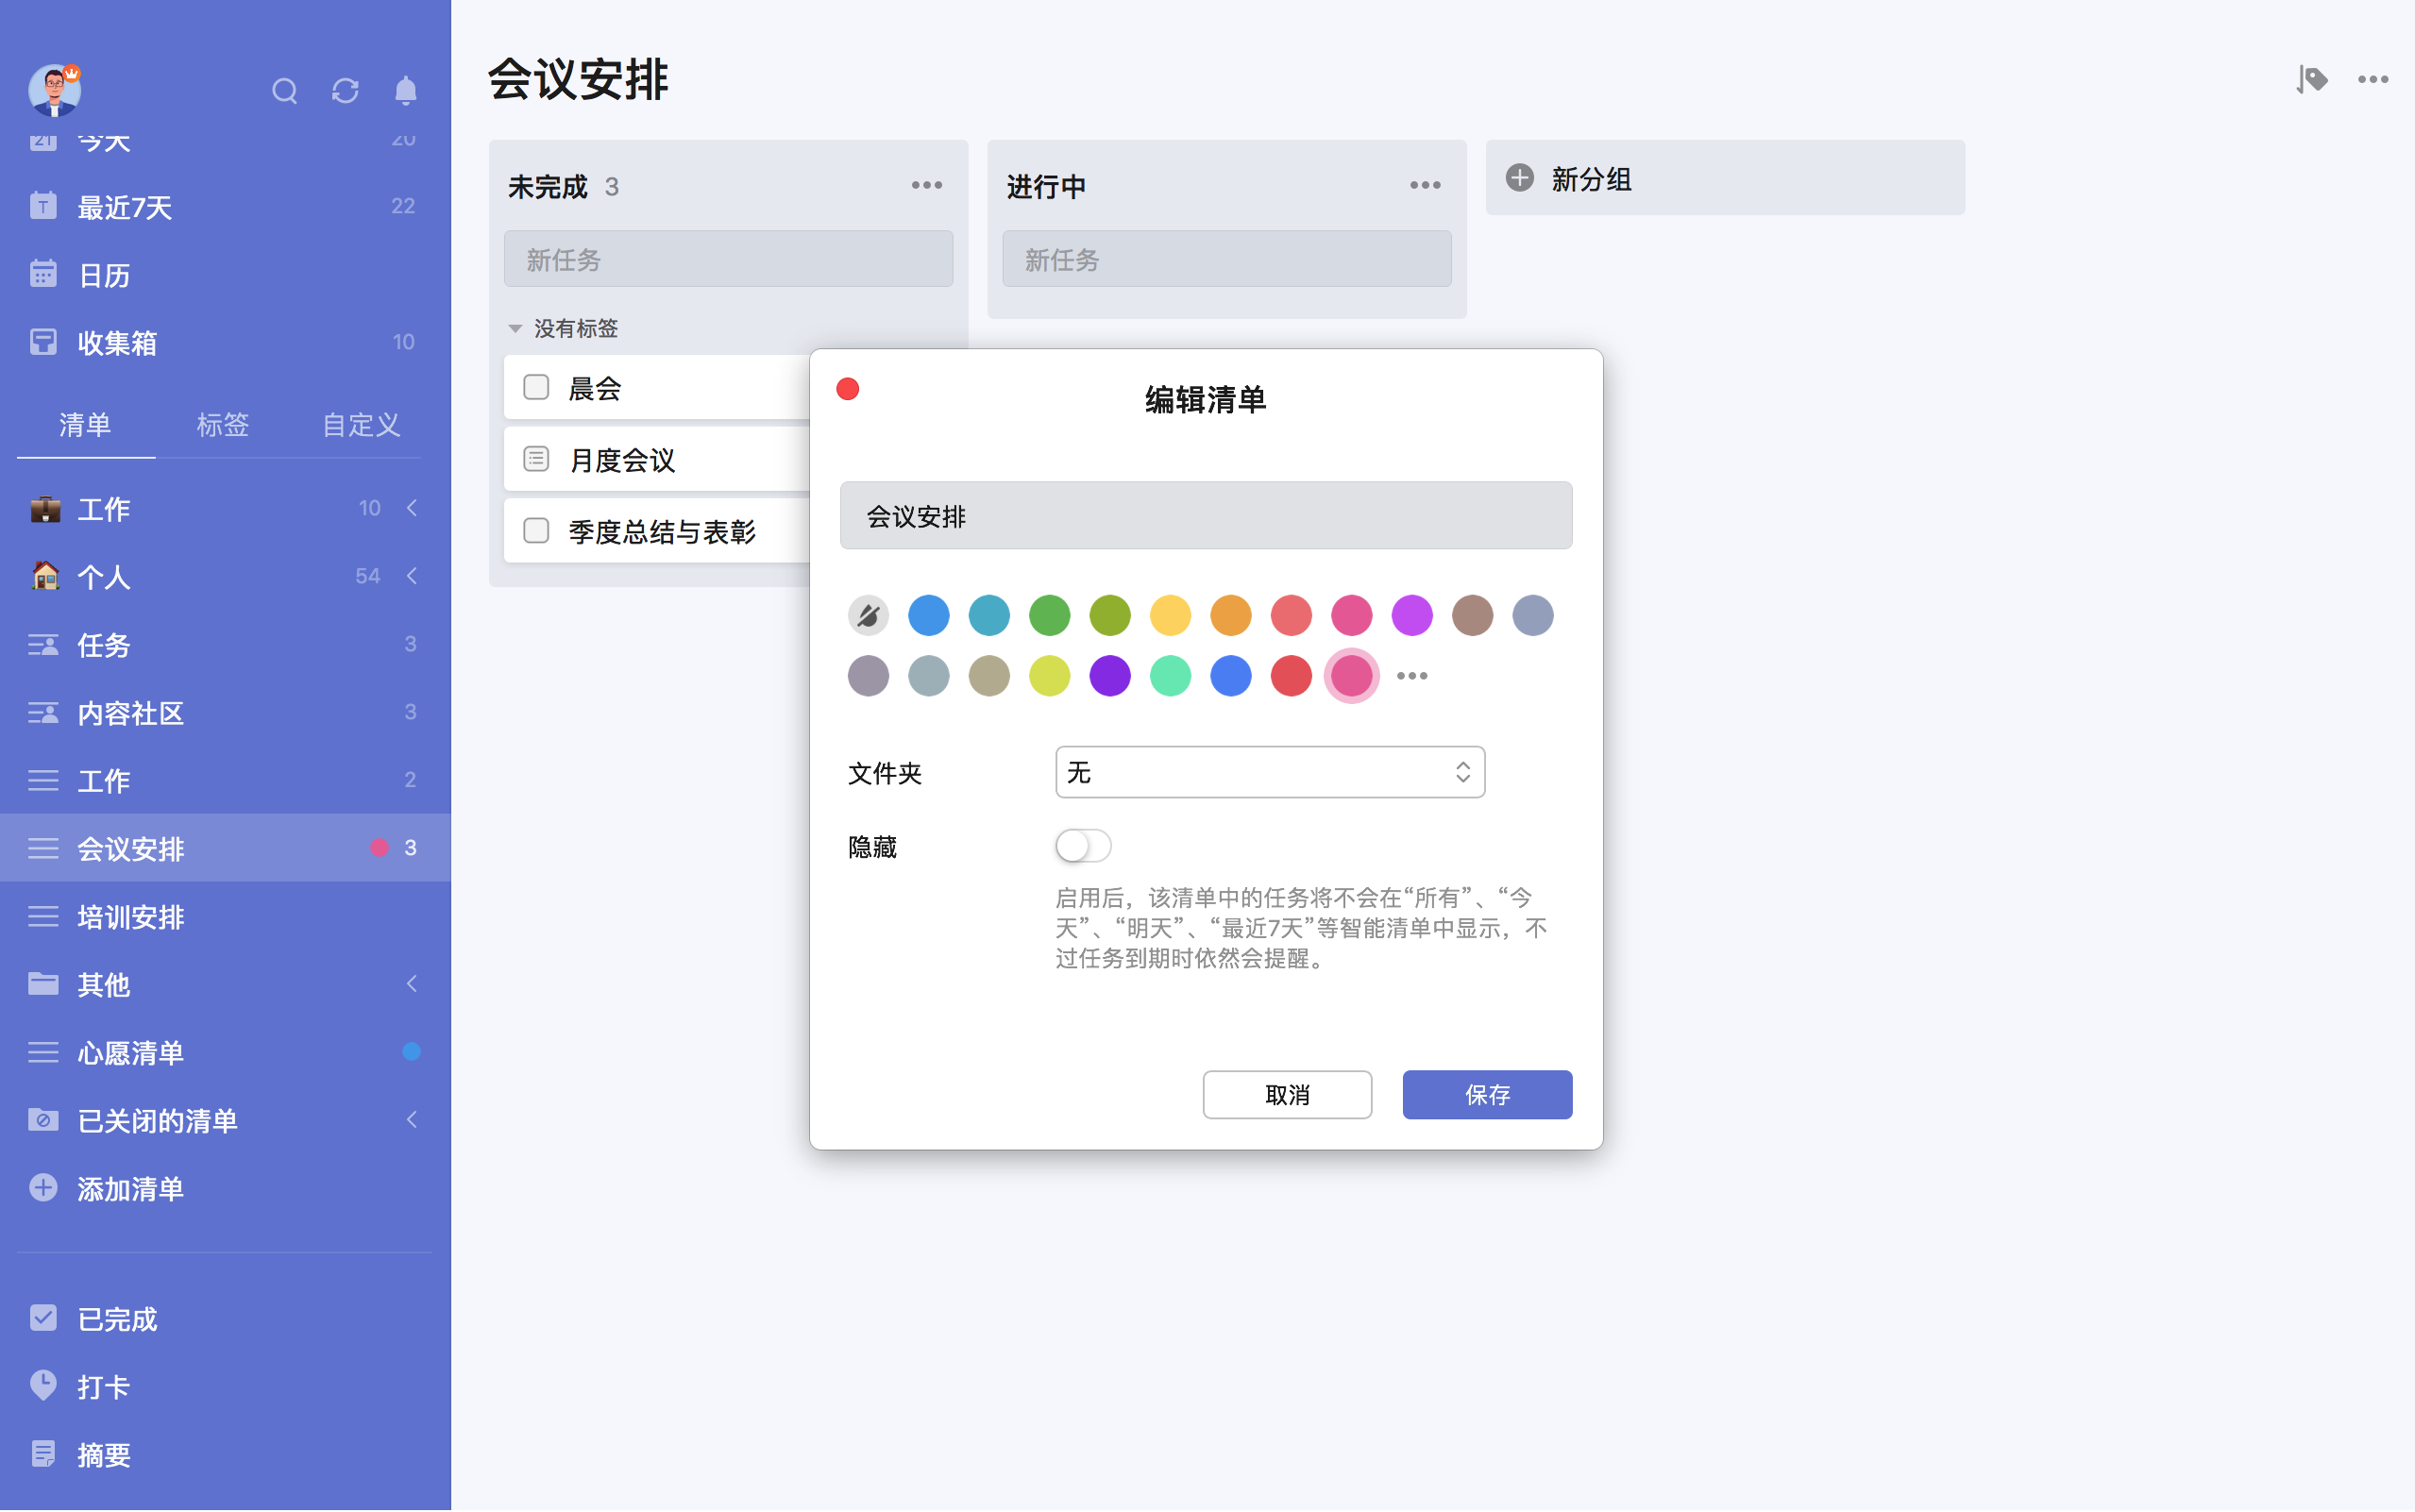 今天 20
最近7天 22
日历
收集箱 10
清单 标签 自定义
工作 10
个人 54
任务 3
内容社区 3
工作 2
会议安排 3
培训安排
其他
心愿清单
已关闭的清单
添加清单
已完成
打卡
摘要
会议安排
未完成 3
新任务
没有标签
晨会
月度会议
季度总结与表彰
进行中
新任务
新分组
编辑清单
会议安排
文件夹 无
隐藏
启用后，该清单中的任务将不会在“所有”、“今
天”、“明天”、“最近7天”等智能清单中显示，不
过任务到期时依然会提醒。
取消 保存